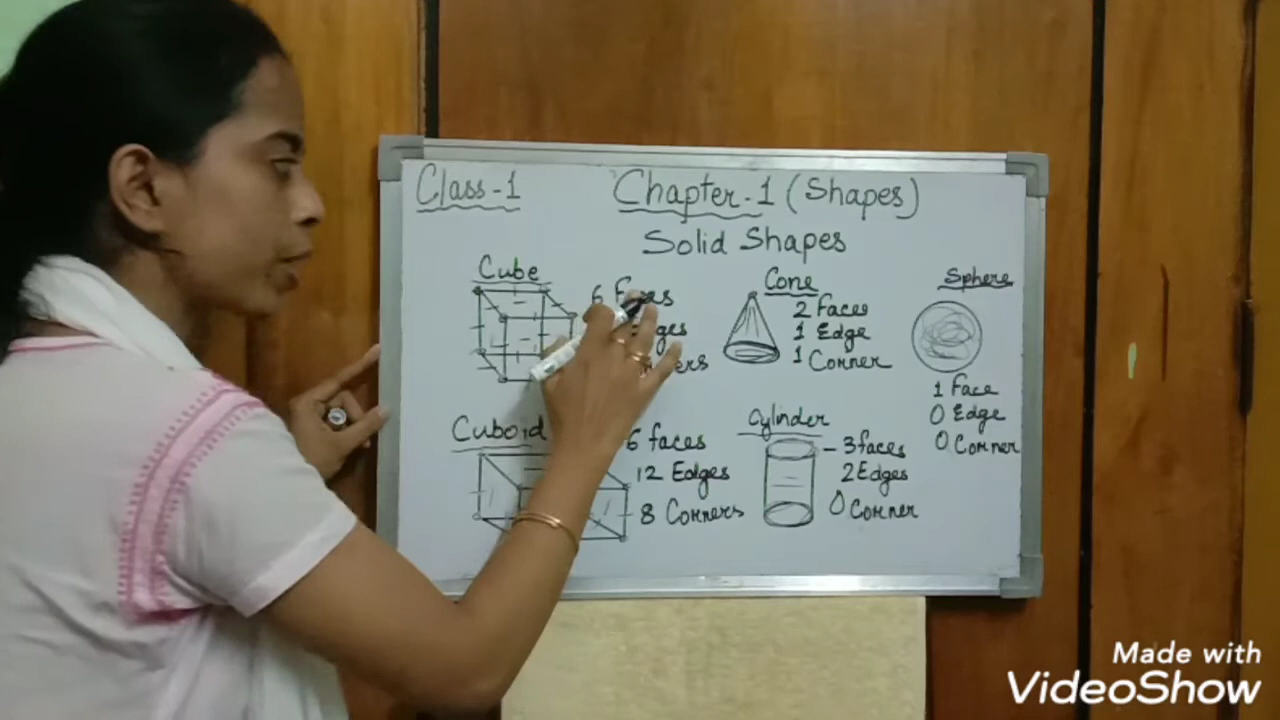 Class-1
Chapter-1 (Shapes)
Solid Shapes
Cube
6 Faces
Cone
2 Faces
1 Edge
1 Corner
Sphere
1 Face
0 Edge
0 Corner
Cuboid
6 faces
12 Edges
8 Corners
Cylinder
- 3 faces
2 Edges
0 Corner
Made with
VideoShow